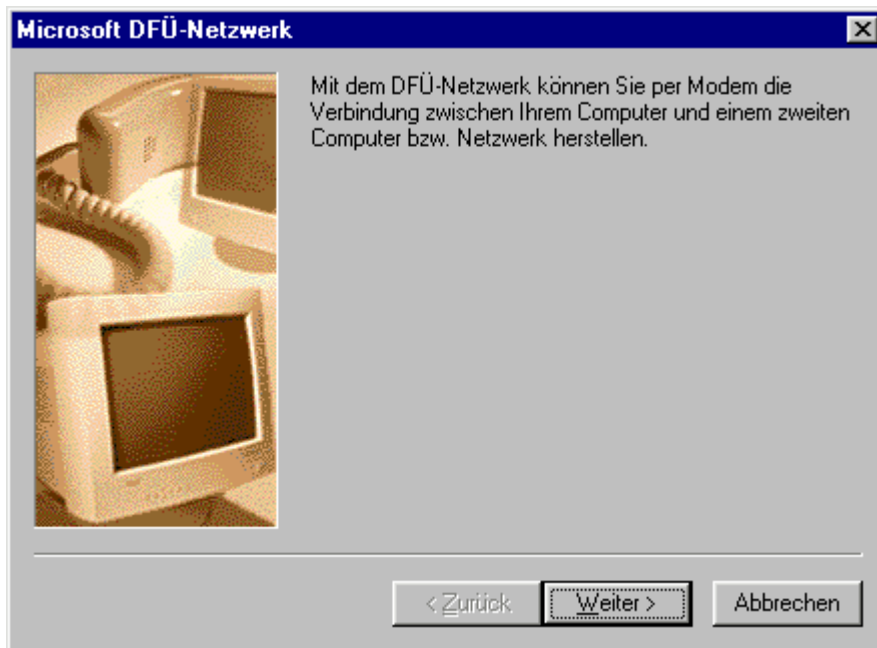 Microsoft DFÜ-Netzwerk
Mit dem DFÜ-Netzwerk können Sie per Modem die
Verbindung zwischen Ihrem Computer und einem zweiten
Computer bzw. Netzwerk herstellen.
< Zurück
Weiter >
Abbrechen